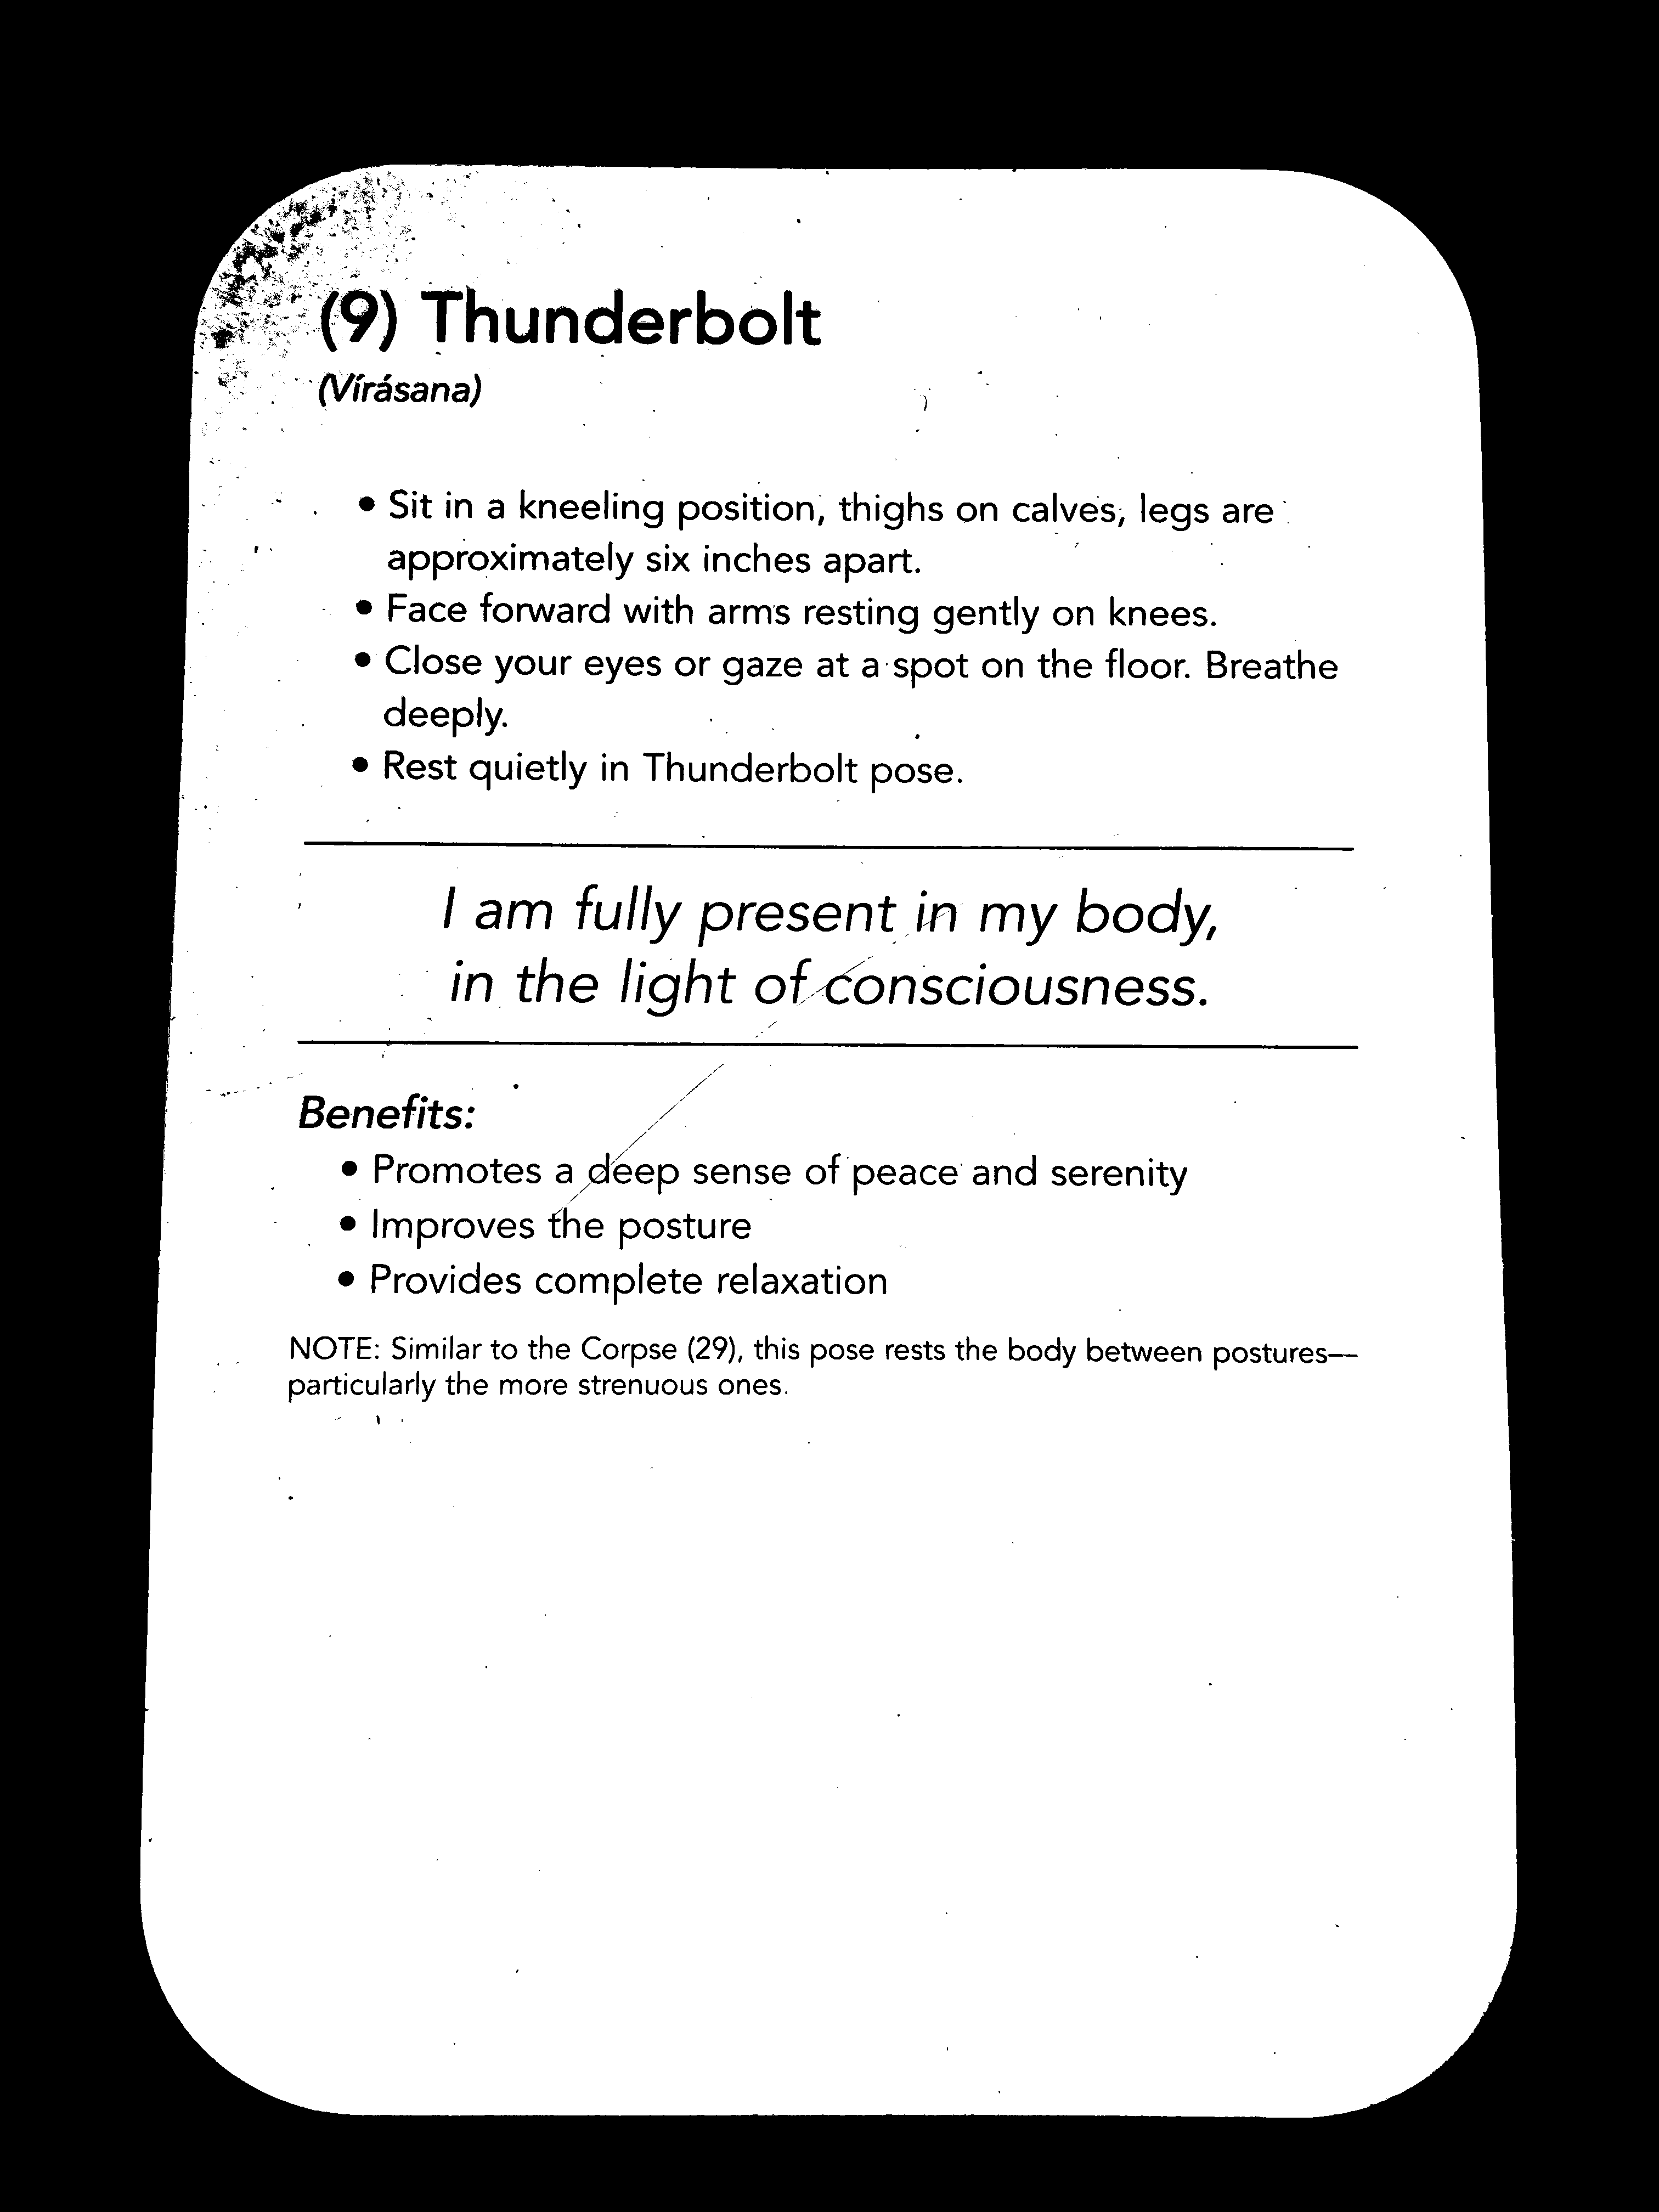 (9) Thunderbolt
(Vírásana)
• Sit in a kneeling position, thighs on calves, legs are
approximately six inches apart.
• Face forward with arms resting gently on knees.
• Close your eyes or gaze at a spot on the floor. Breathe
deeply.
• Rest quietly in Thunderbolt pose.
I am fully present in my body,
in the light of consciousness.
Benefits:
• Promotes a deep sense of peace and serenity
• Improves the posture
• Provides complete relaxation
NOTE: Similar to the Corpse (29), this pose rests the body between postures—
particularly the more strenuous ones.